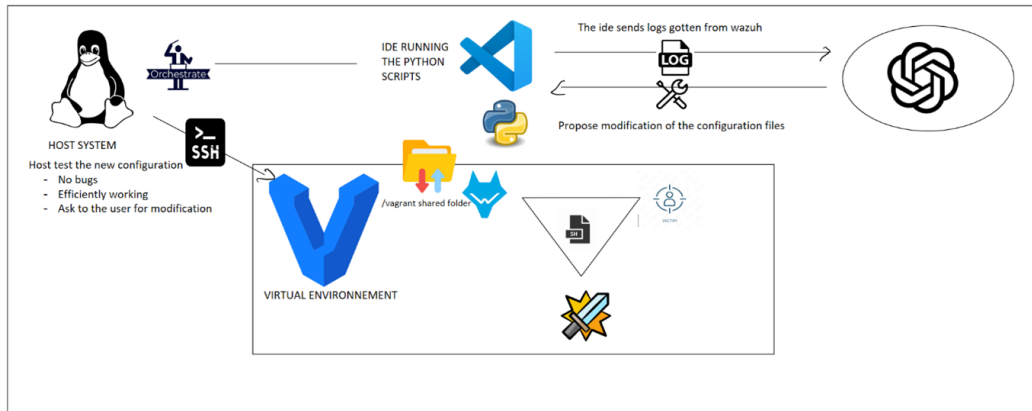 The ide sends logs gotten from wazuh
IDE RUNNING
THE PYTHON
SCRIPTS
Orchestrate
LOG
HOST SYSTEM
>_
SSH
Propose modification of the configuration files
Host test the new configuration
- No bugs
- Efficiently working
- Ask to the user for modification
/vagrant shared folder
SH
VICTIM
VIRTUAL ENVIRONNEMENT